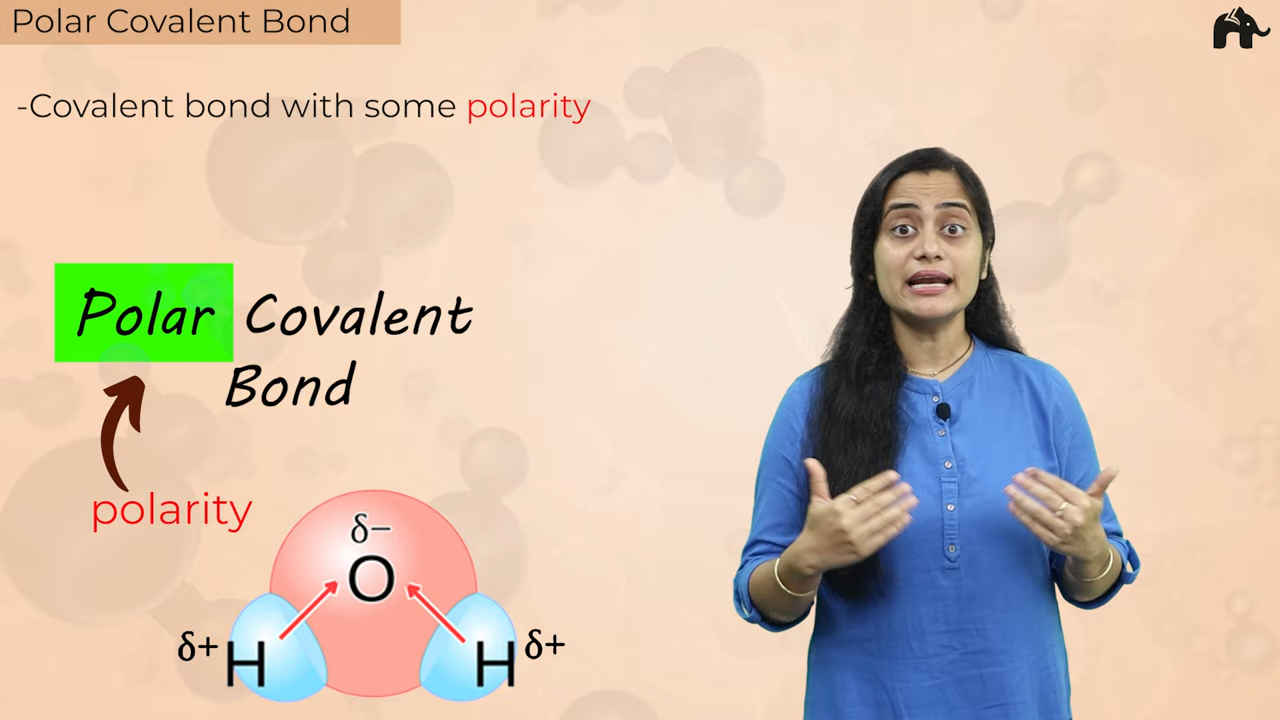 Polar Covalent Bond
-Covalent bond with some polarity
Polar Covalent
Bond
polarity
δ−
O
δ+ H H δ+